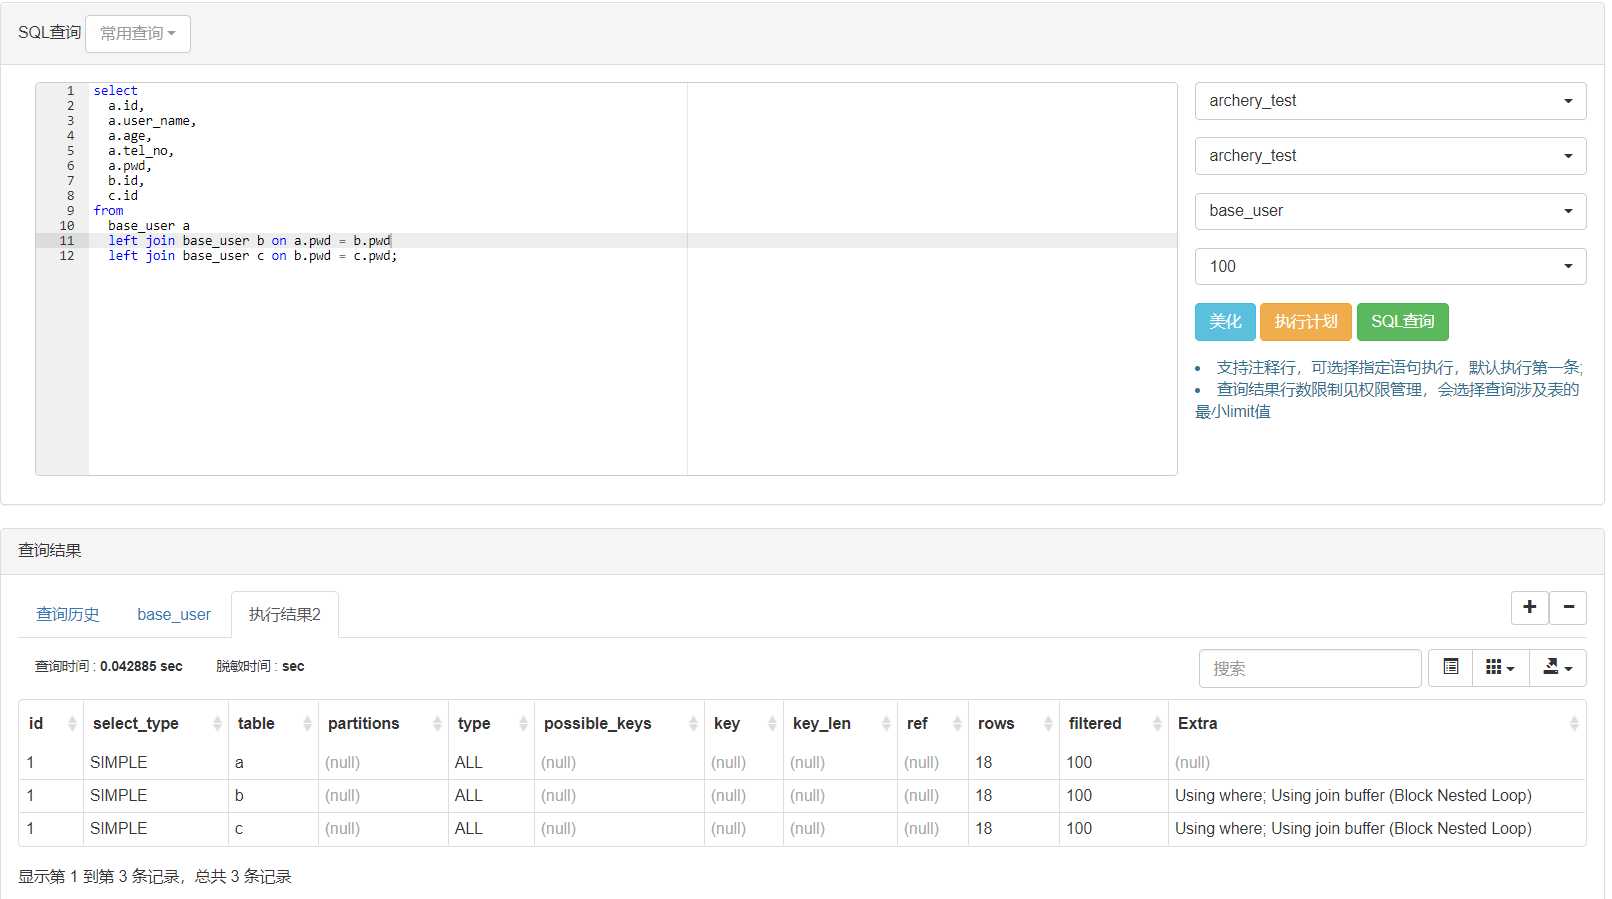 SQL查询 常用查询
1 select
2 a.id,
3 a.user_name,
4 a.age,
5 a.tel_no,
6 a.pwd,
7 b.id,
8 c.id
9 from
10 base_user a
11 left join base_user b on a.pwd = b.pwd
12 left join base_user c on b.pwd = c.pwd;
archery_test
archery_test
base_user
100
美化 执行计划 SQL查询
支持注释行，可选择指定语句执行，默认执行第一条;
查询结果行数限制见权限管理，会选择查询涉及表的
最小limit值
查询结果
查询历史 base_user 执行结果2
查询时间 : 0.042885 sec 脱敏时间 : sec
搜索
id select_type table partitions type possible_keys key key_len ref rows filtered Extra
1 SIMPLE a (null) ALL (null) (null) (null) (null) 18 100 (null)
1 SIMPLE b (null) ALL (null) (null) (null) (null) 18 100 Using where; Using join buffer (Block Nested Loop)
1 SIMPLE c (null) ALL (null) (null) (null) (null) 18 100 Using where; Using join buffer (Block Nested Loop)
显示第 1 到第 3 条记录，总共 3 条记录